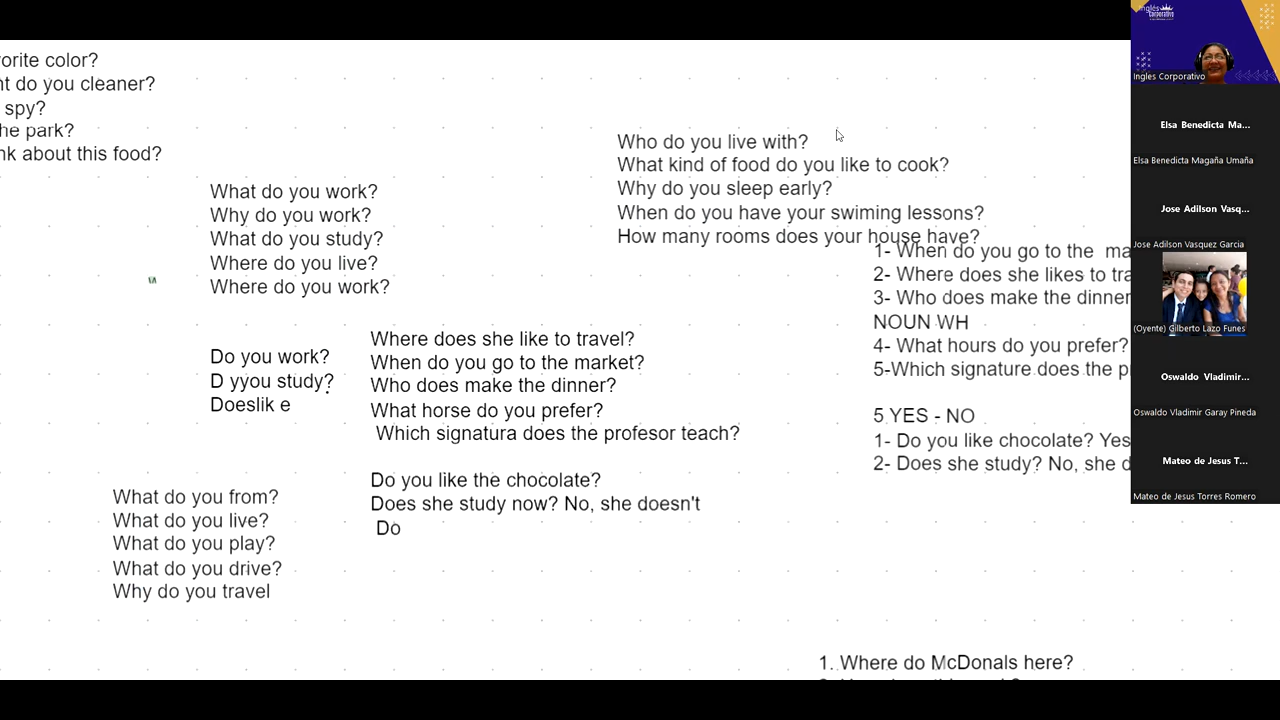 orite color?
do you cleaner?
spy?
he park?
nk about this food?
What do you work?
Why do you work?
What do you study?
Where do you live?
Where do you work?
Who do you live with?
What kind of food do you like to cook?
Why do you sleep early?
When do you have your swiming lessons?
How many rooms does your house have?
1- When do you go to the ma
2- Where does she likes to tra
3- Who does make the dinner
NOUN WH
4- What hours do you prefer?
5-Which signature does the p
5 YES - NO
1- Do you like chocolate? Yes
2- Does she study? No, she d
Do you work?
D yyou study?
Doeslik e
Where does she like to travel?
When do you go to the market?
Who does make the dinner?
What horse do you prefer?
Which signatura does the profesor teach?
Do you like the chocolate?
Does she study now? No, she doesn't
Do
What do you from?
What do you live?
What do you play?
What do you drive?
Why do you travel
1. Where do McDonals here?
Inglés
corporativo
Ingles Corporativo
Elsa Benedicta Ma...
Elsa Benedicta Magaña Umaña
Jose Adilson Vasq...
Jose Adilson Vasquez Garcia
(Oyente) Gilberto Lazo Funes
Oswaldo Vladimir...
Oswaldo Vladimir Garay Pineda
Mateo de Jesus T...
Mateo de Jesus Torres Romero